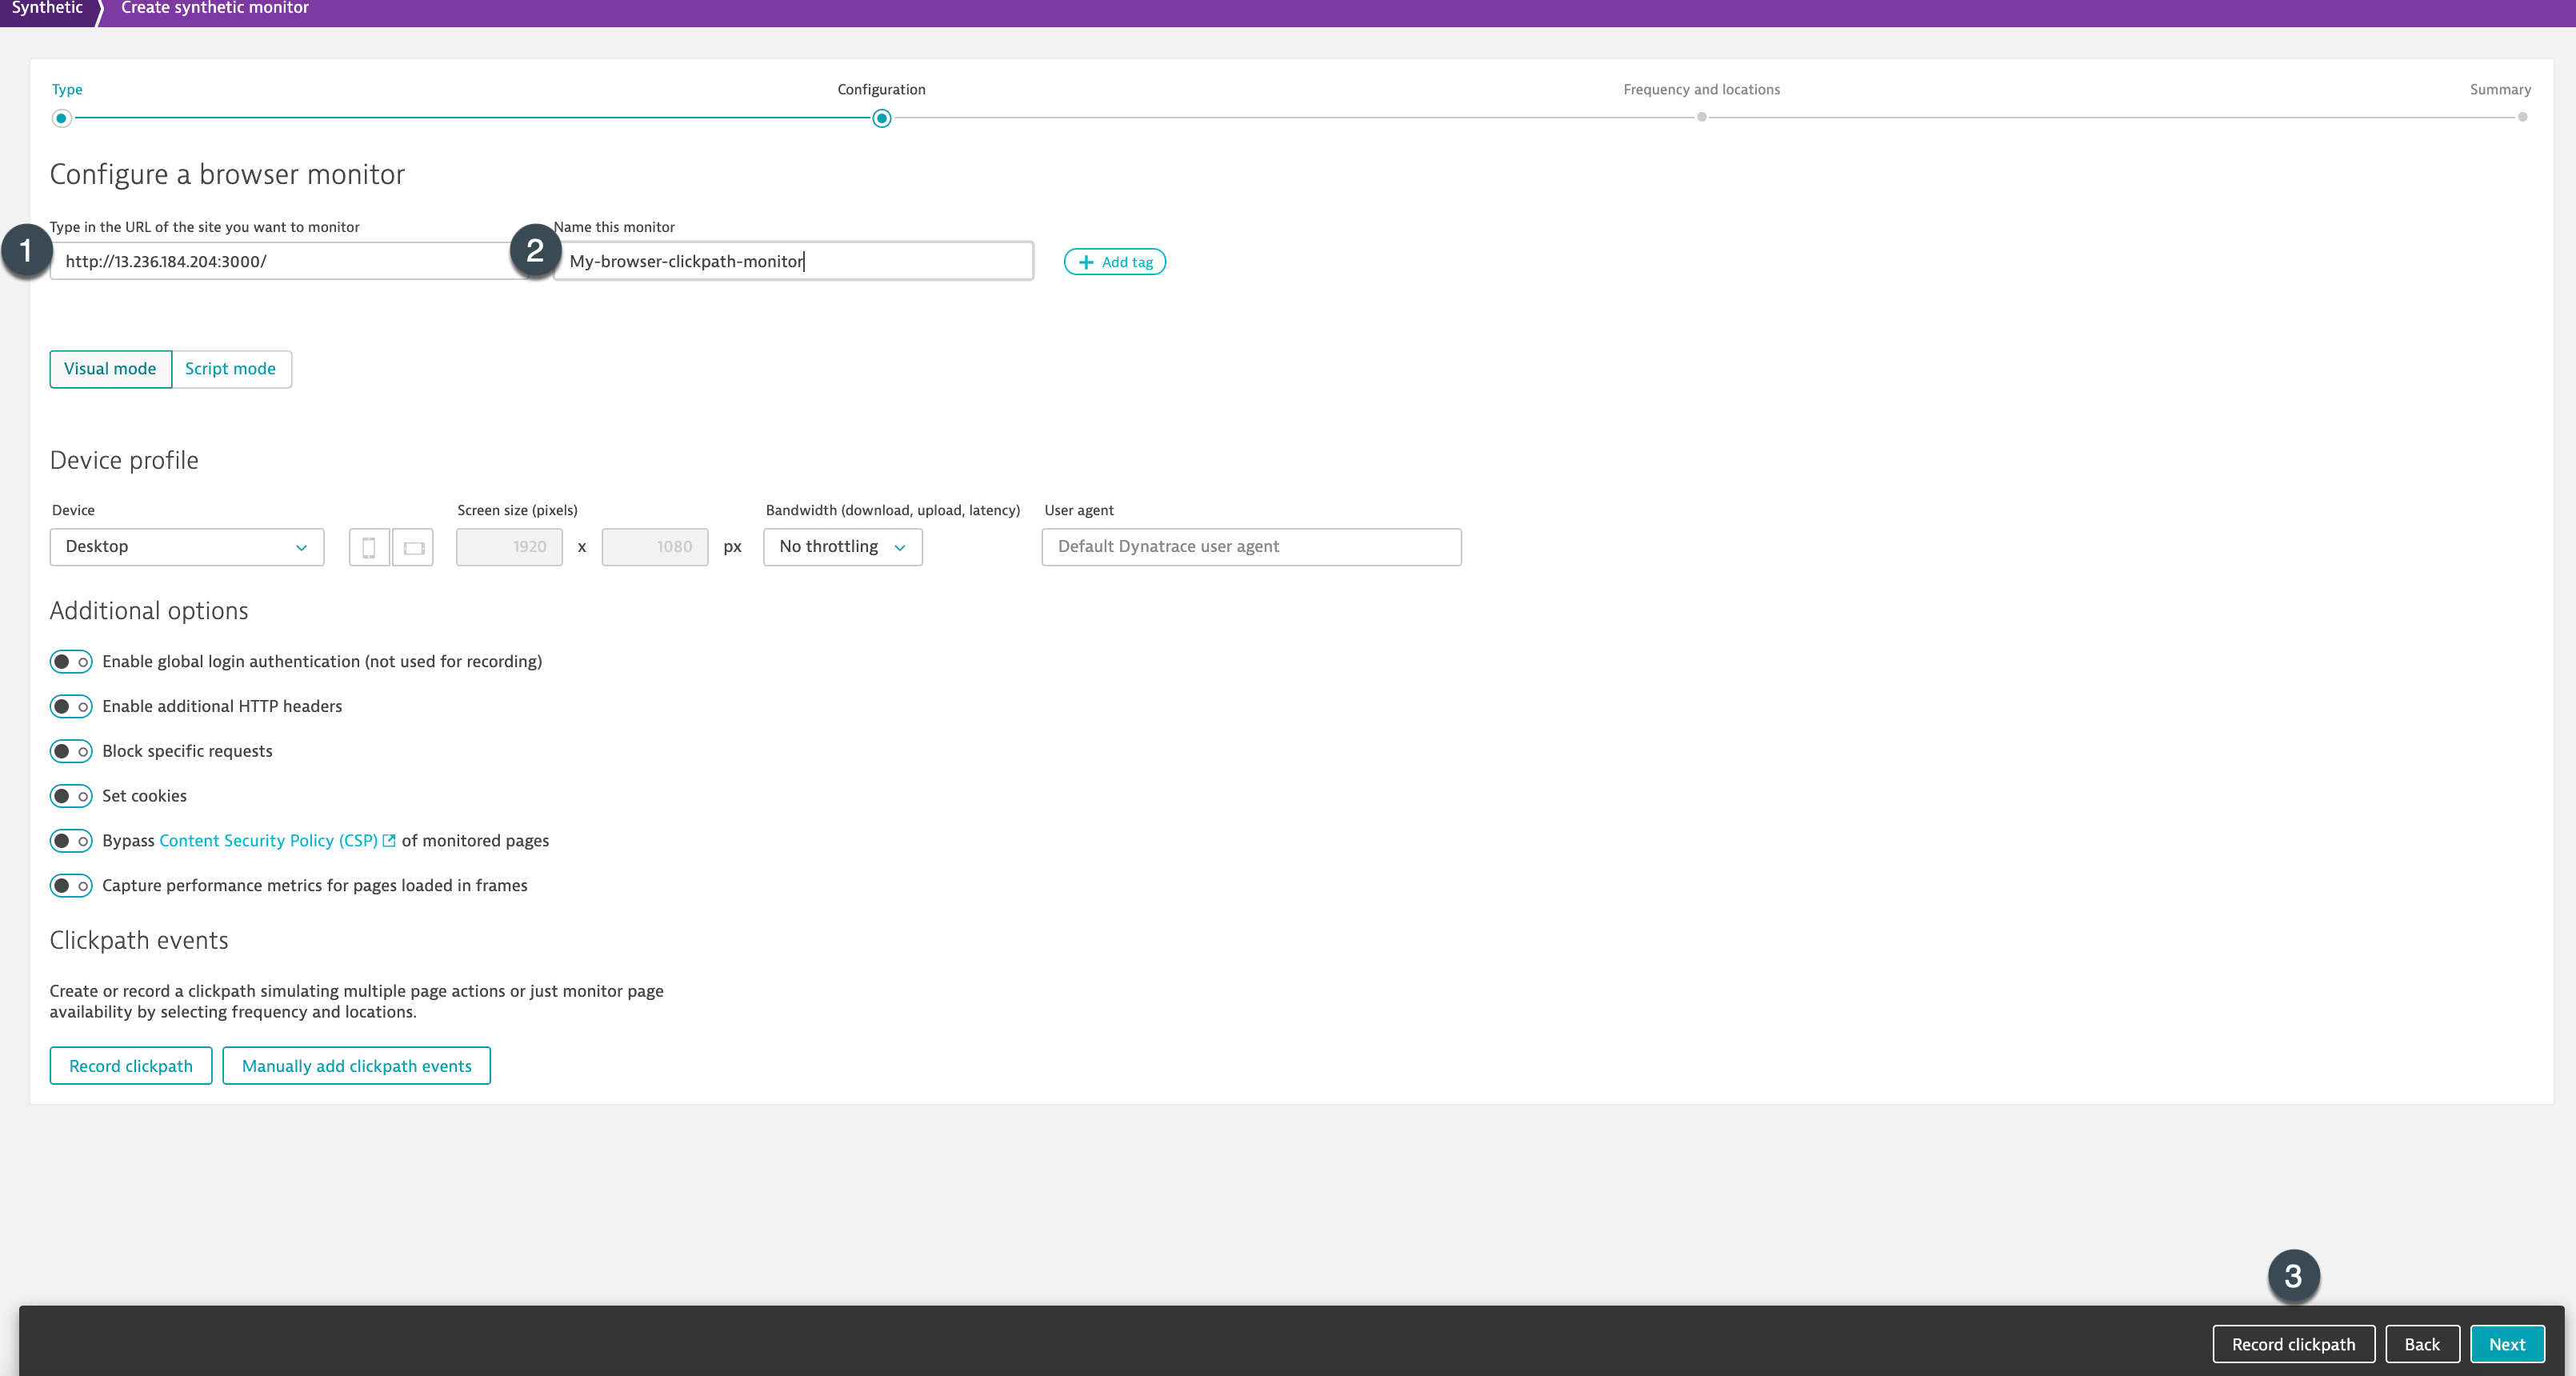 Synthetic
Create synthetic monitor
Type
Configuration
Frequency and locations
Summary
Configure a browser monitor
Type in the URL of the site you want to monitor
Name this monitor
1
http://13.236.184.204:3000/
2
My-browser-clickpath-monitor
Add tag
Visual mode
Script mode
Device profile
Device
Screen size (pixels)
Bandwidth (download, upload, latency)
User agent
Desktop
1920
x
1080
px
No throttling
Default Dynatrace user agent
Additional options
Enable global login authentication (not used for recording)
Enable additional HTTP headers
Block specific requests
Set cookies
Bypass Content Security Policy (CSP) of monitored pages
Capture performance metrics for pages loaded in frames
Clickpath events
Create or record a clickpath simulating multiple page actions or just monitor page
availability by selecting frequency and locations.
Record clickpath
Manually add clickpath events
3
Record clickpath
Back
Next